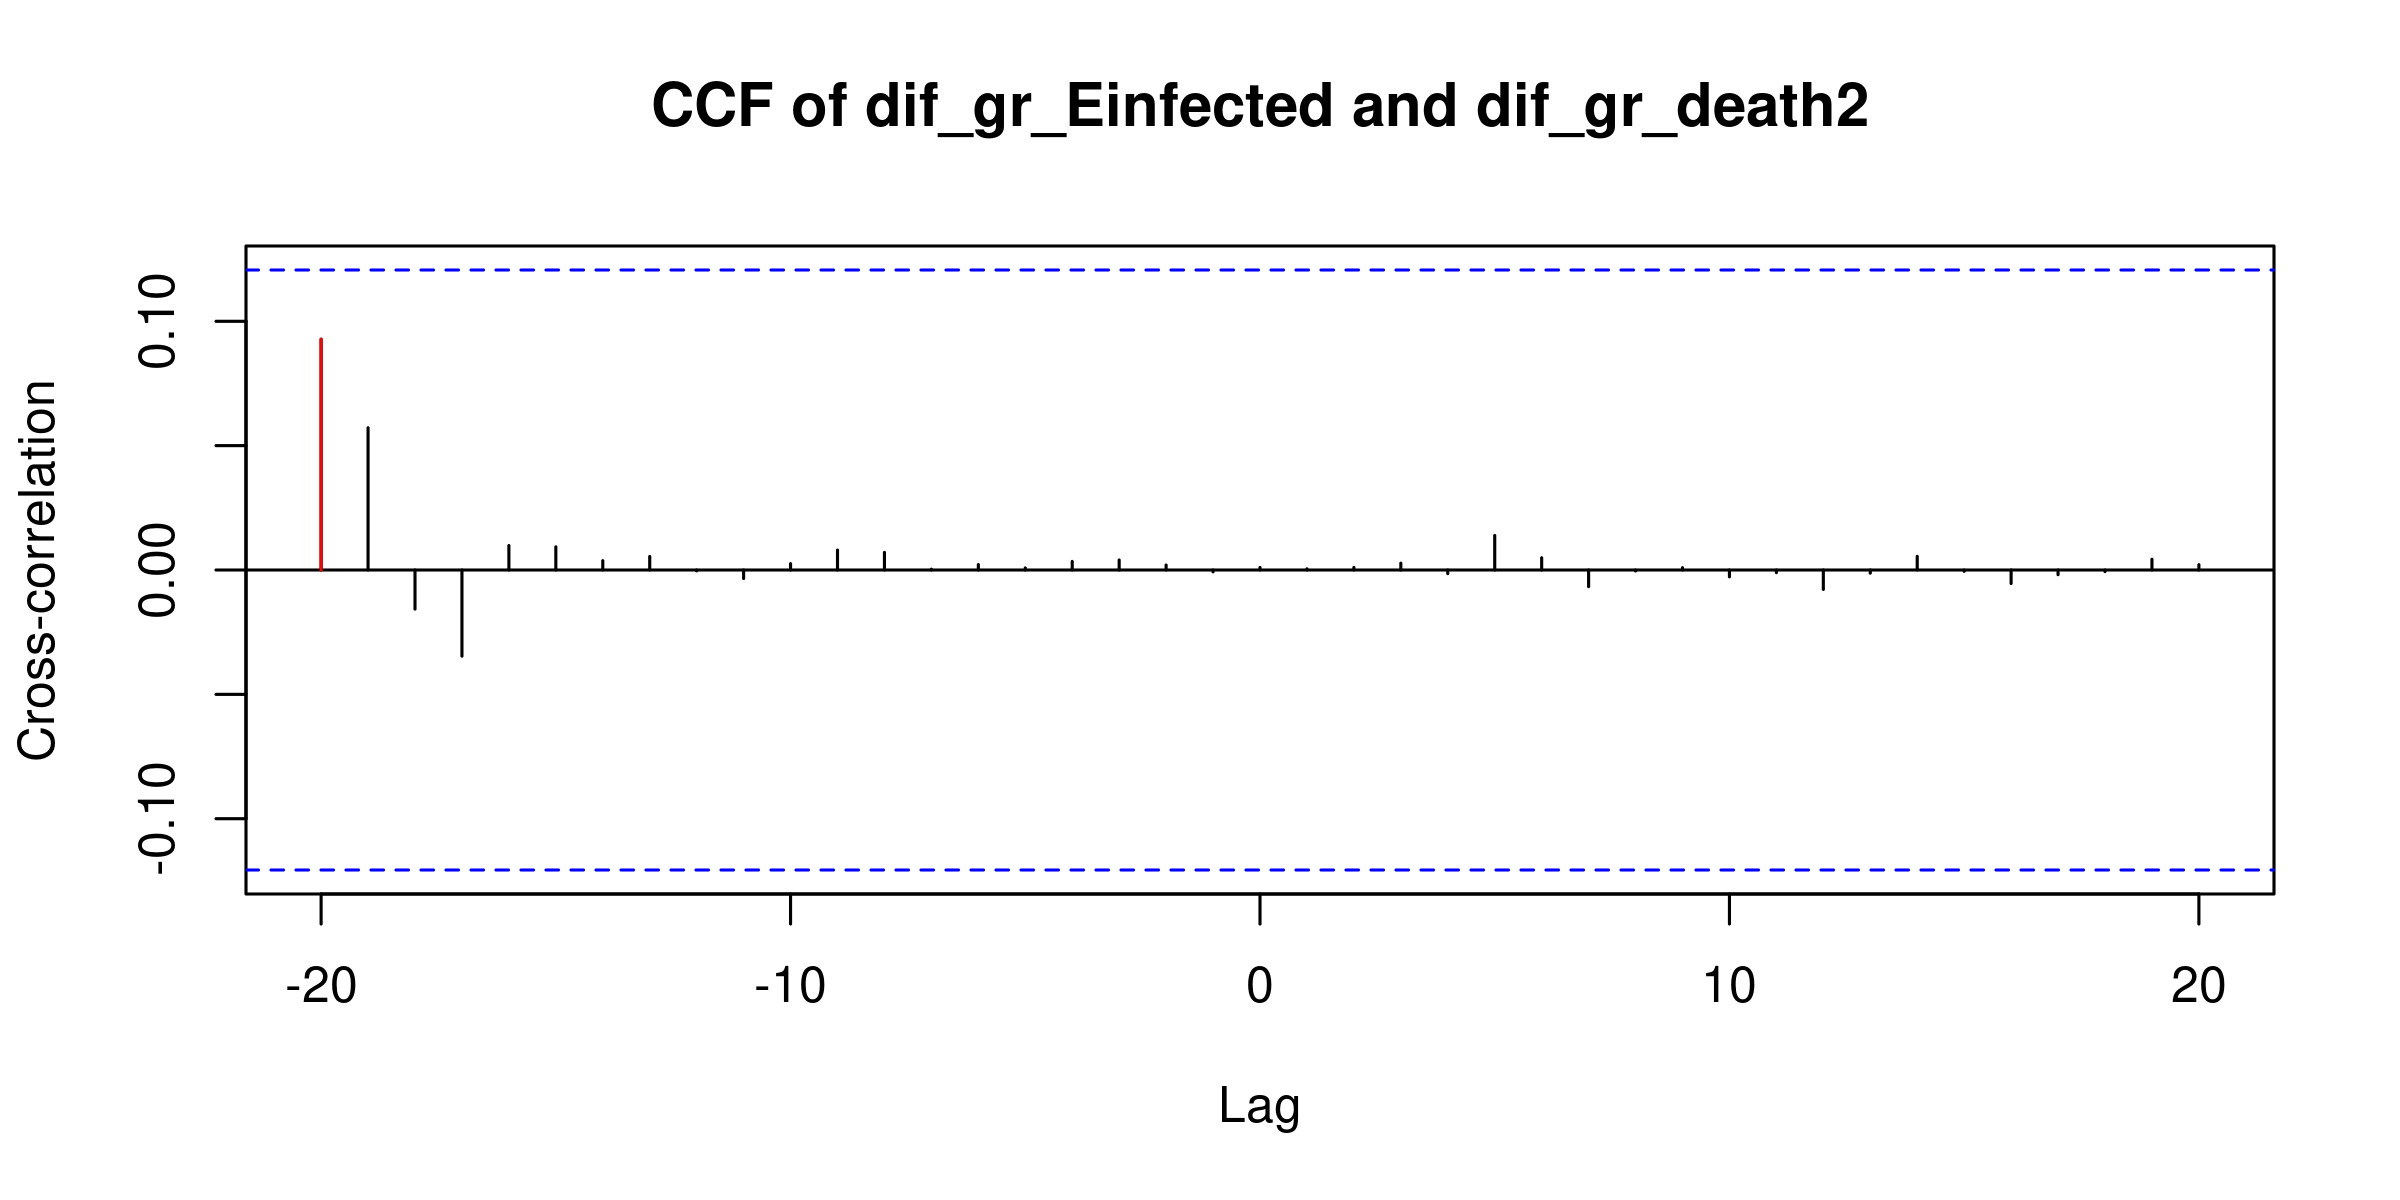 CCF of dif_gr_Einfected and dif_gr_death2
Cross-correlation
0.10
0.00
-0.10
-20 -10 0 10 20
Lag